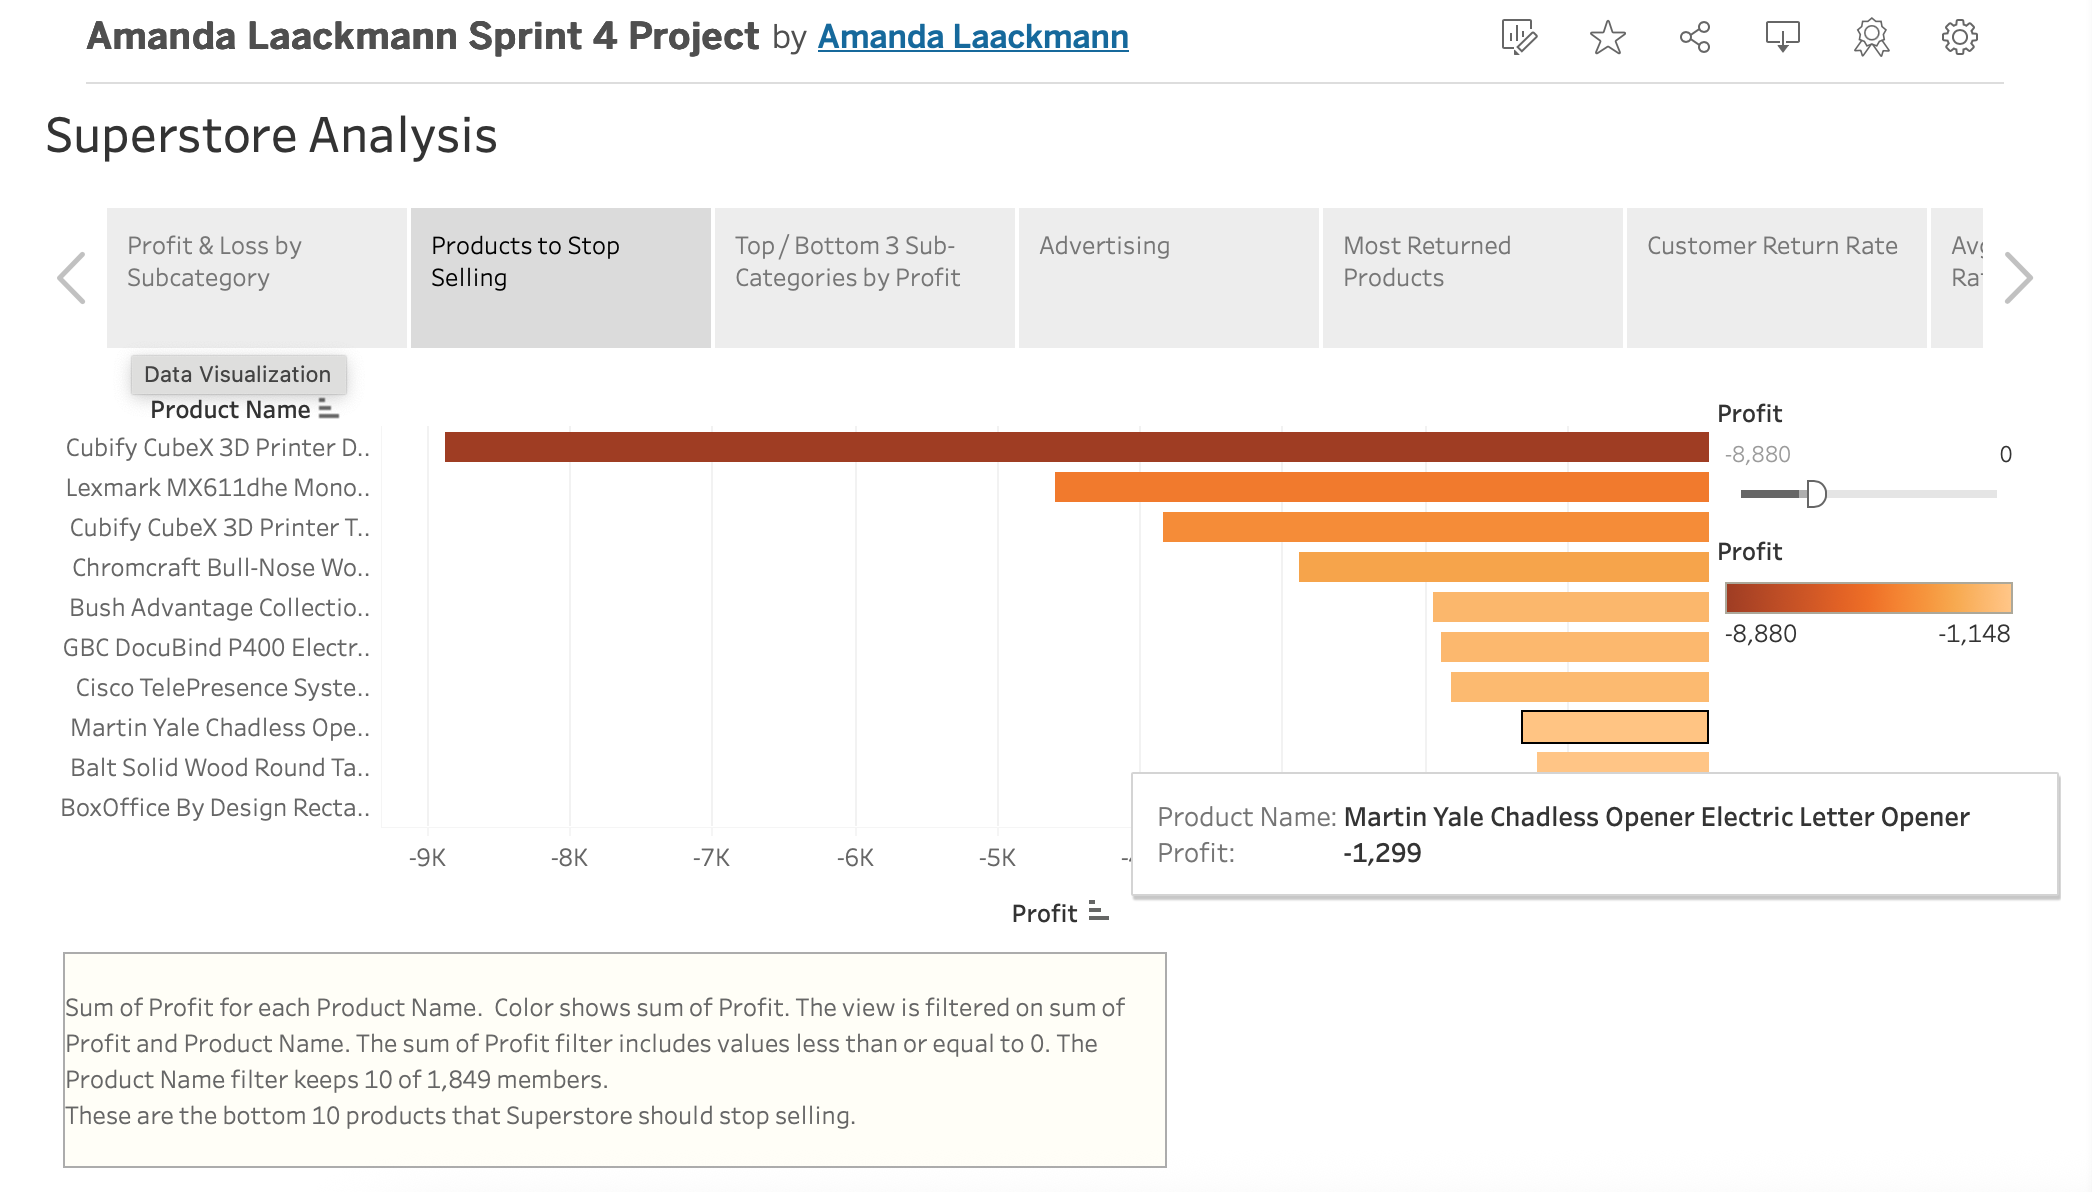 Amanda Laackmann Sprint 4 Project by Amanda Laackmann
Superstore Analysis
Profit & Loss by
Subcategory
Products to Stop
Selling
Top / Bottom 3 Sub-
Categories by Profit
Advertising
Most Returned
Products
Customer Return Rate
Data Visualization
Product Name
Cubify CubeX 3D Printer D..
Lexmark MX611dhe Mono..
Cubify CubeX 3D Printer T..
Chromcraft Bull-Nose Wo..
Bush Advantage Collectio..
GBC DocuBind P400 Electr..
Cisco TelePresence Syste..
Martin Yale Chadless Ope..
Balt Solid Wood Round Ta..
BoxOffice By Design Recta..
-9K -8K -7K -6K -5K
Profit
Profit
-8,880 0
Profit
-8,880 -1,148
Product Name: Martin Yale Chadless Opener Electric Letter Opener
Profit: -1,299
Sum of Profit for each Product Name.  Color shows sum of Profit. The view is filtered on sum of
Profit and Product Name. The sum of Profit filter includes values less than or equal to 0. The
Product Name filter keeps 10 of 1,849 members.
These are the bottom 10 products that Superstore should stop selling.